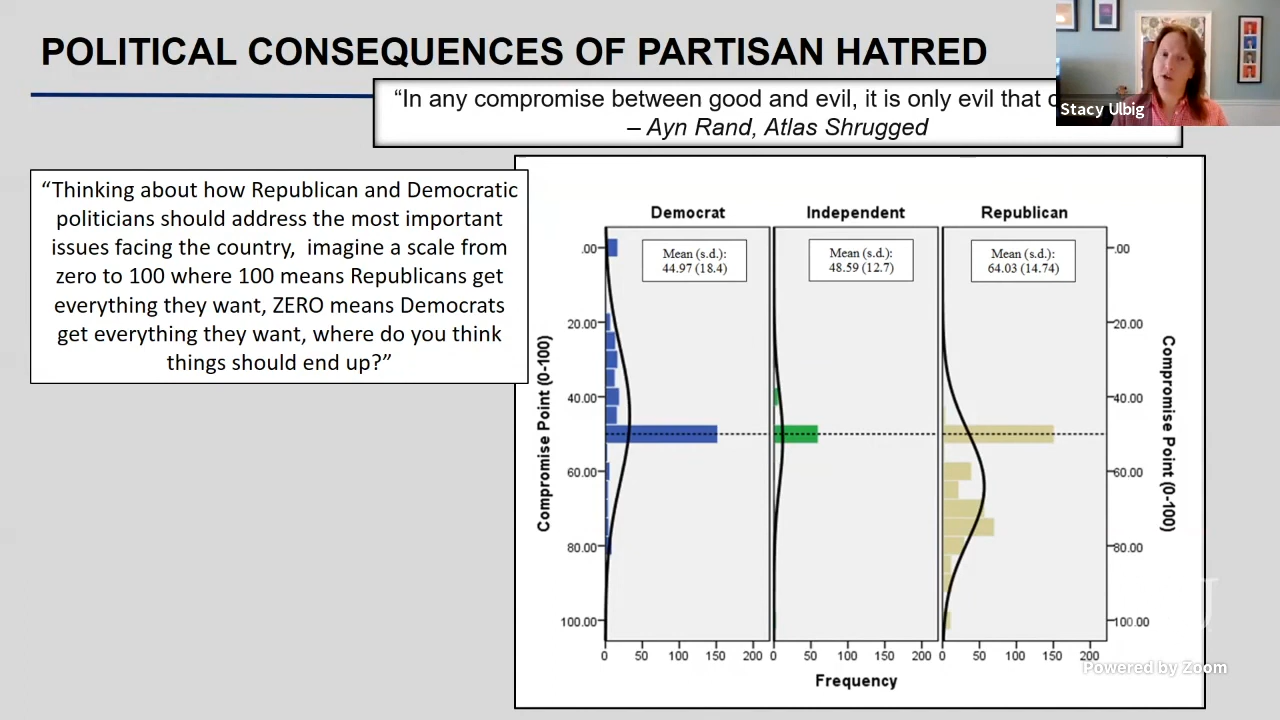 POLITICAL CONSEQUENCES OF PARTISAN HATRED
Stacy Ulbig
“In any compromise between good and evil, it is only evil that
– Ayn Rand, Atlas Shrugged
“Thinking about how Republican and Democratic
politicians should address the most important
issues facing the country, imagine a scale from
zero to 100 where 100 means Republicans get
everything they want, ZERO means Democrats
get everything they want, where do you think
things should end up?”
Democrat Independent Republican
Mean (s.d.):
44.97 (18.4)
Mean (s.d.):
48.59 (12.7)
Mean (s.d.):
64.03 (14.74)
Compromise Point (0-100)
.00
20.00
40.00
60.00
80.00
100.00
.00
20.00
40.00
60.00
80.00
100.00
Compromise Point (0-100)
0 50 100 150 200 0 50 100 150 200 0 50 100 150 200
Frequency
Powered by Zoom